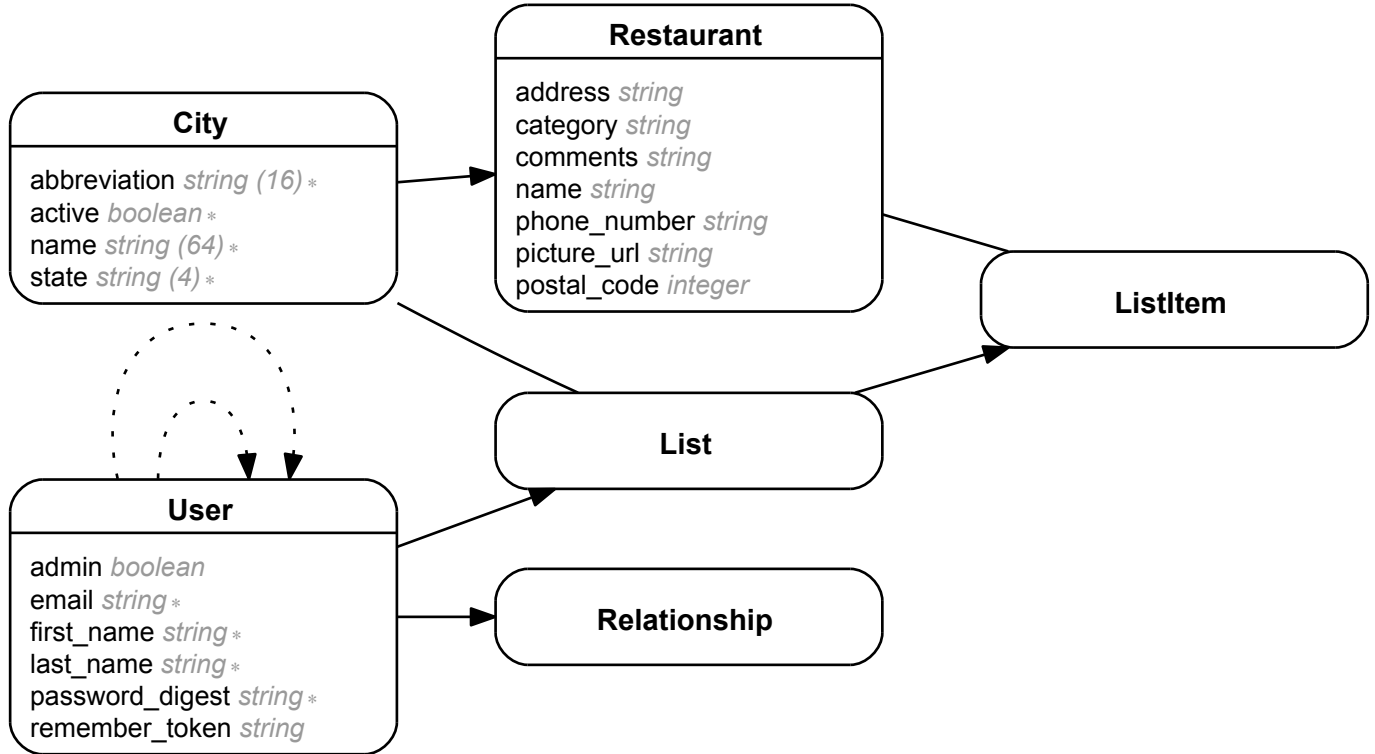 Restaurant
address string
category string
comments string
name string
phone_number string
picture_url string
postal_code integer
City
abbreviation string (16) ∗
active boolean ∗
name string (64) ∗
state string (4) ∗
ListItem
List
User
admin boolean
email string ∗
first_name string ∗
last_name string ∗
password_digest string ∗
remember_token string
Relationship